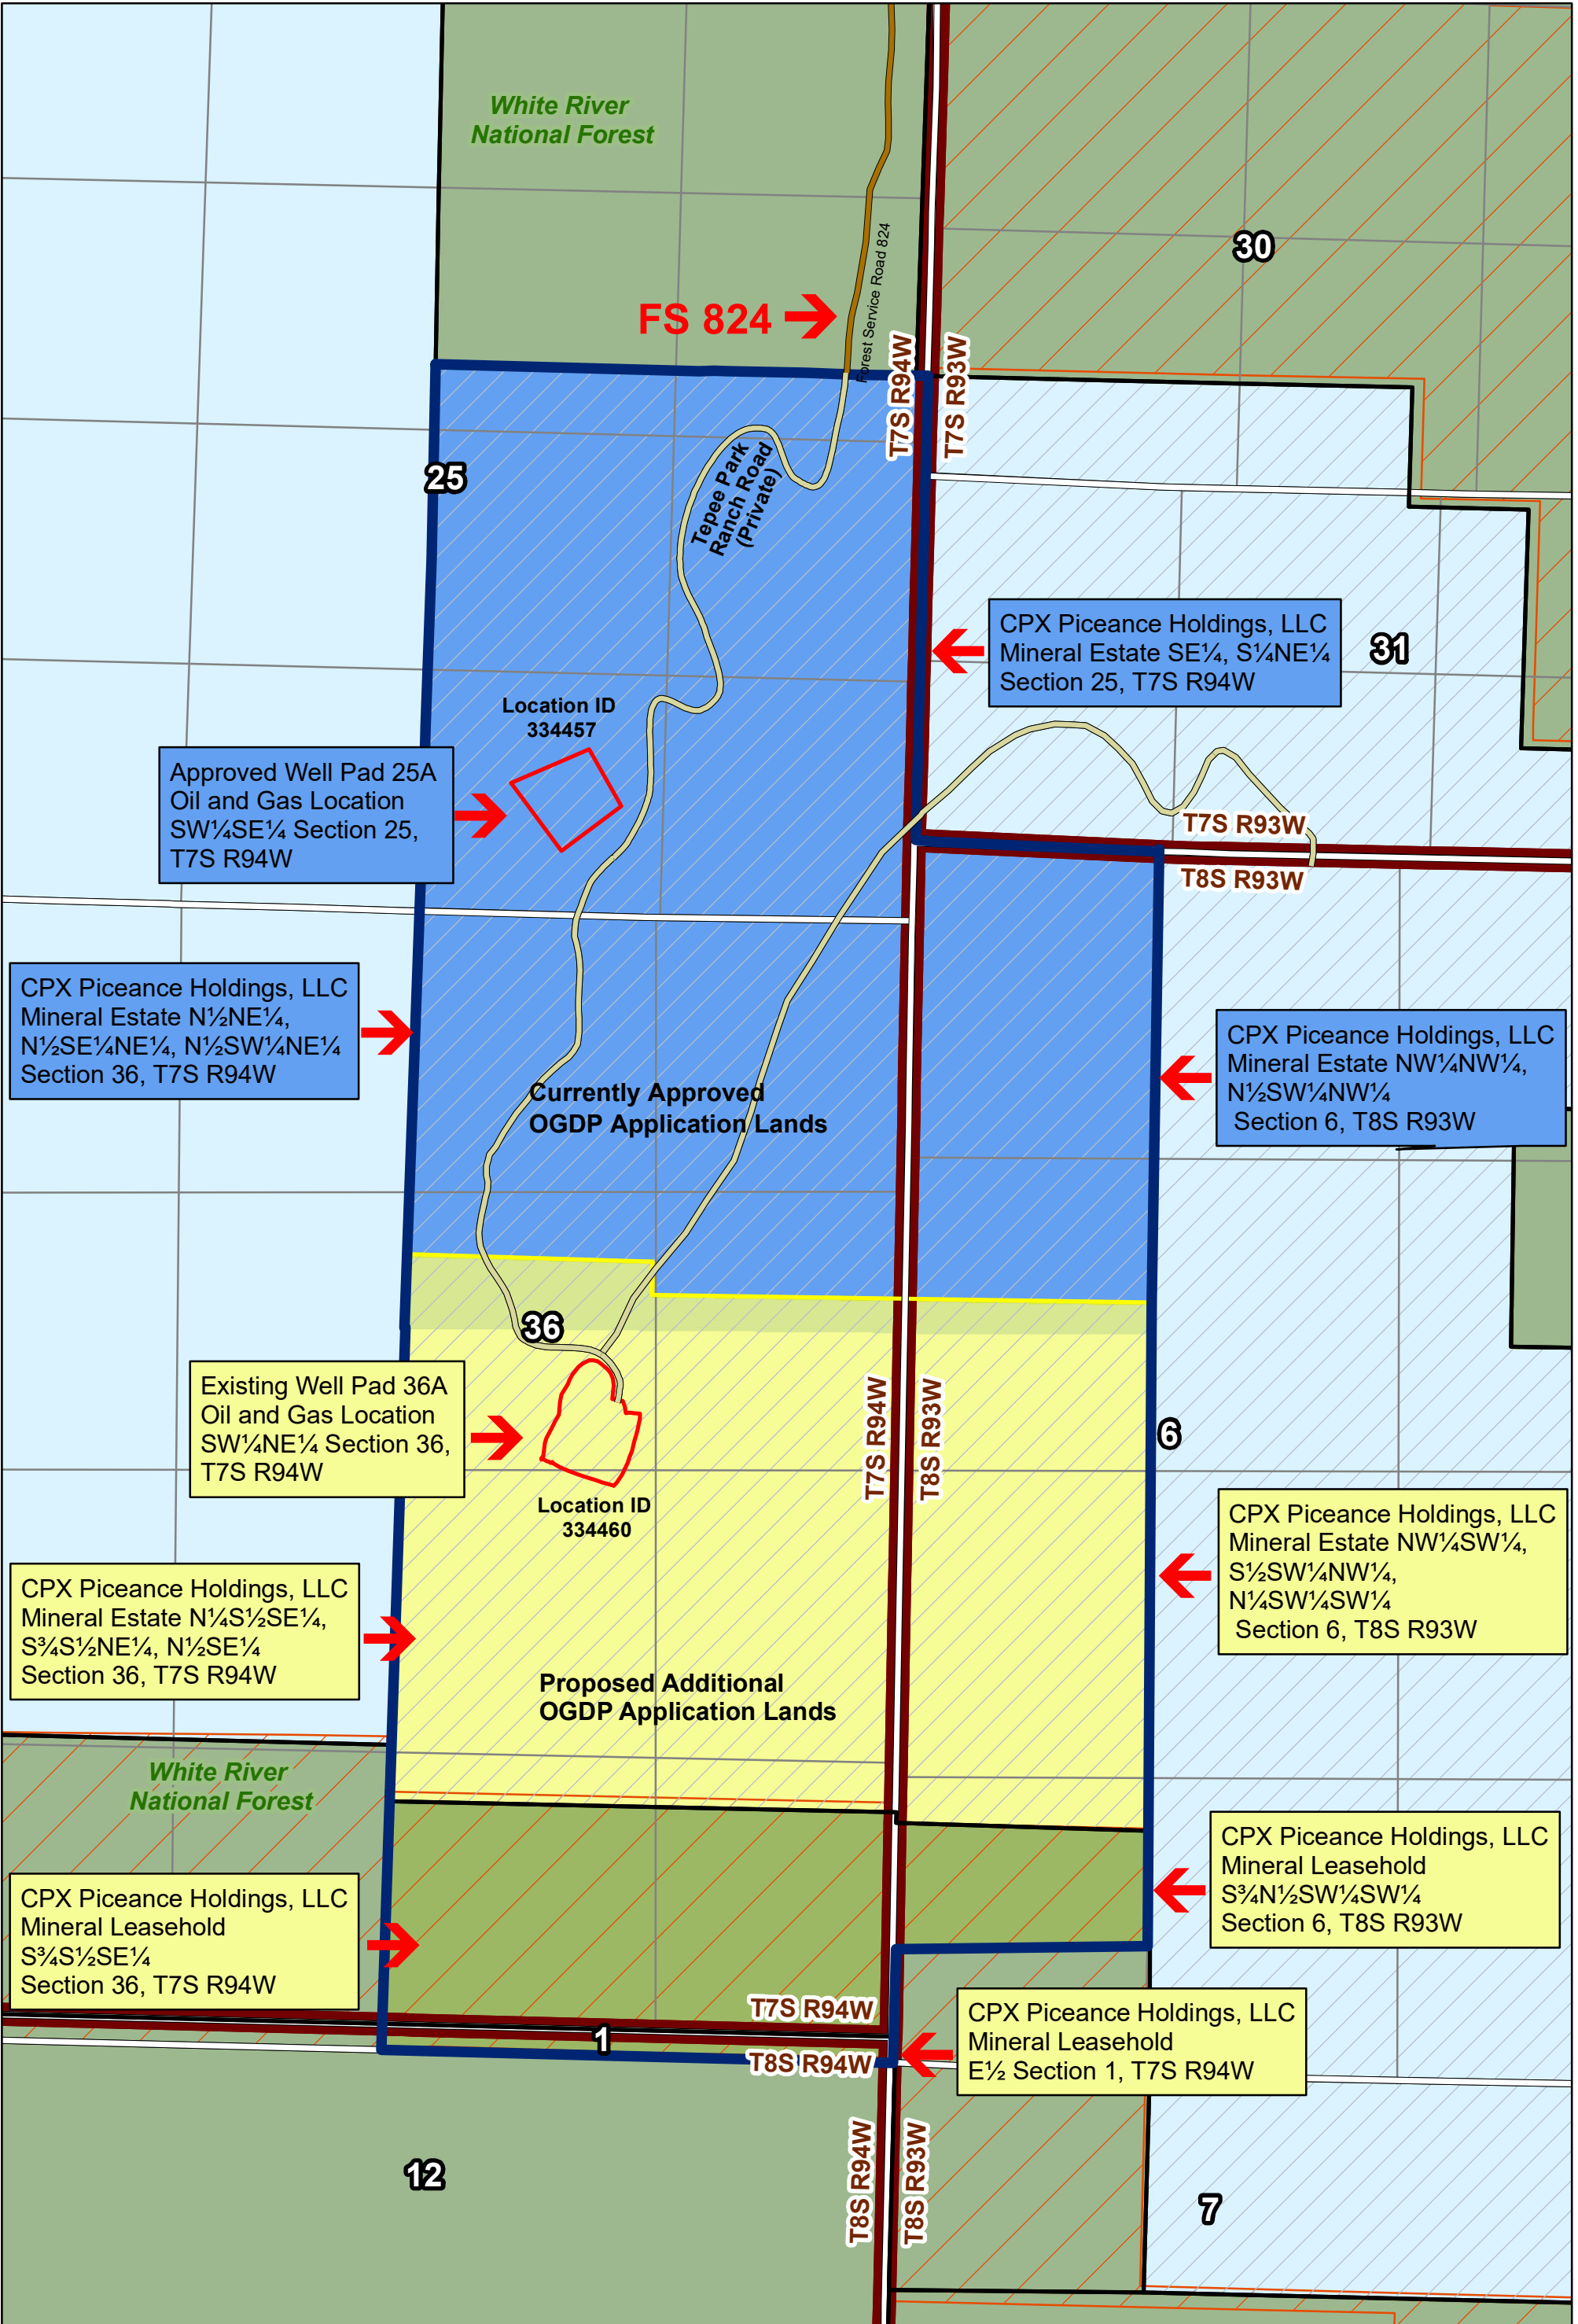 White River
National Forest
30
FS 824
Forest Service Road 824
T7S R94W
T7S R93W
25
Tepee Park
Ranch Road
(Private)
CPX Piceance Holdings, LLC
Mineral Estate SE¼, S¼NE¼
Section 25, T7S R94W
31
Location ID
334457
Approved Well Pad 25A
Oil and Gas Location
SW¼SE¼ Section 25,
T7S R94W
T7S R93W
T8S R93W
CPX Piceance Holdings, LLC
Mineral Estate N½NE¼,
N½SE¼NE¼, N½SW¼NE¼
Section 36, T7S R94W
CPX Piceance Holdings, LLC
Mineral Estate NW¼NW¼,
N½SW¼NW¼
Section 6, T8S R93W
Currently Approved
OGDP Application Lands
36
Existing Well Pad 36A
Oil and Gas Location
SW¼NE¼ Section 36,
T7S R94W
T7S R94W
T8S R93W
6
Location ID
334460
CPX Piceance Holdings, LLC
Mineral Estate NW¼SW¼,
S½SW¼NW¼,
N¼SW¼SW¼
Section 6, T8S R93W
CPX Piceance Holdings, LLC
Mineral Estate N¼S½SE¼,
S¾S½NE¼, N½SE¼
Section 36, T7S R94W
Proposed Additional
OGDP Application Lands
White River
National Forest
CPX Piceance Holdings, LLC
Mineral Leasehold
S¾N½SW¼SW¼
Section 6, T8S R93W
CPX Piceance Holdings, LLC
Mineral Leasehold
S¾S½SE¼
Section 36, T7S R94W
T7S R94W
1
T8S R94W
CPX Piceance Holdings, LLC
Mineral Leasehold
E½ Section 1, T7S R94W
T8S R94W
T8S R93W
12
7